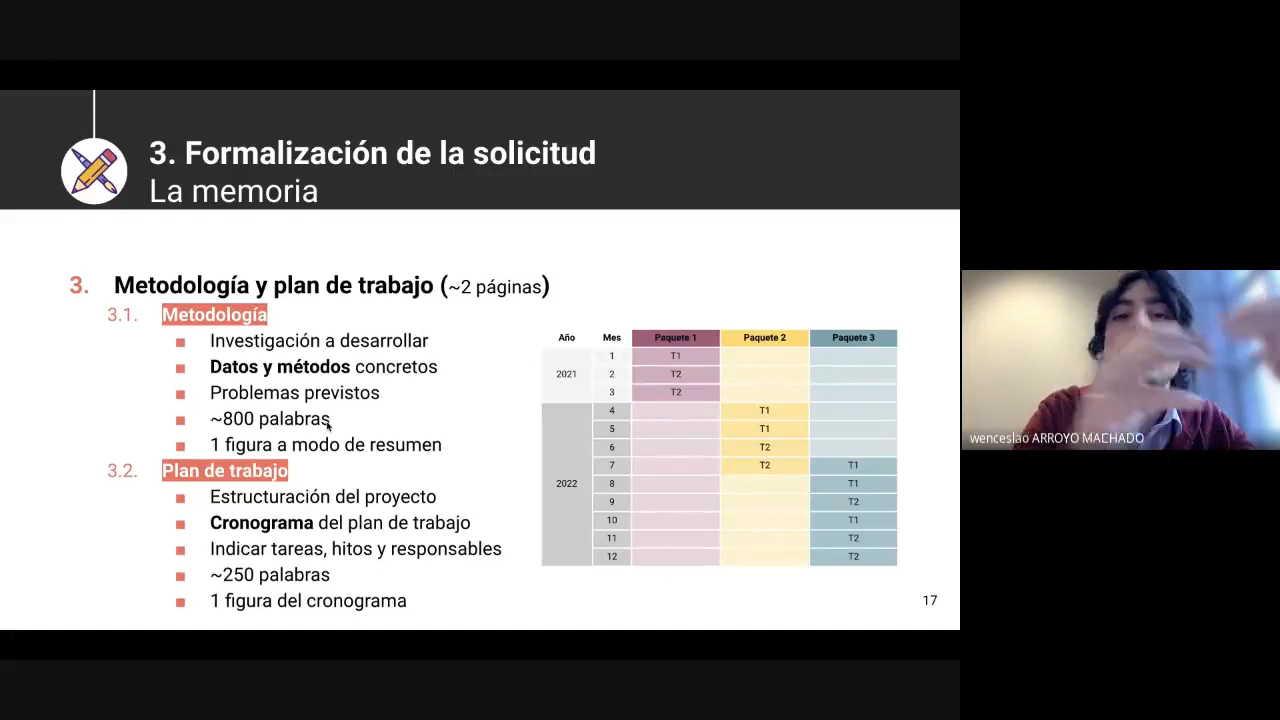 3. Formalización de la solicitud
La memoria
3. Metodología y plan de trabajo (~2 páginas)
3.1. Metodología
Investigación a desarrollar
Datos y métodos concretos
Problemas previstos
~800 palabras
1 figura a modo de resumen
3.2. Plan de trabajo
Estructuración del proyecto
Cronograma del plan de trabajo
Indicar tareas, hitos y responsables
~250 palabras
1 figura del cronograma
Año Mes Paquete 1 Paquete 2 Paquete 3
1 T1
2021 2 T2
3 T2
4 T1
5 T1
6 T2
7 T2 T1
2022 8 T1
9 T2
10 T1
11 T2
12 T2
17
wenceslao ARROYO MACHADO